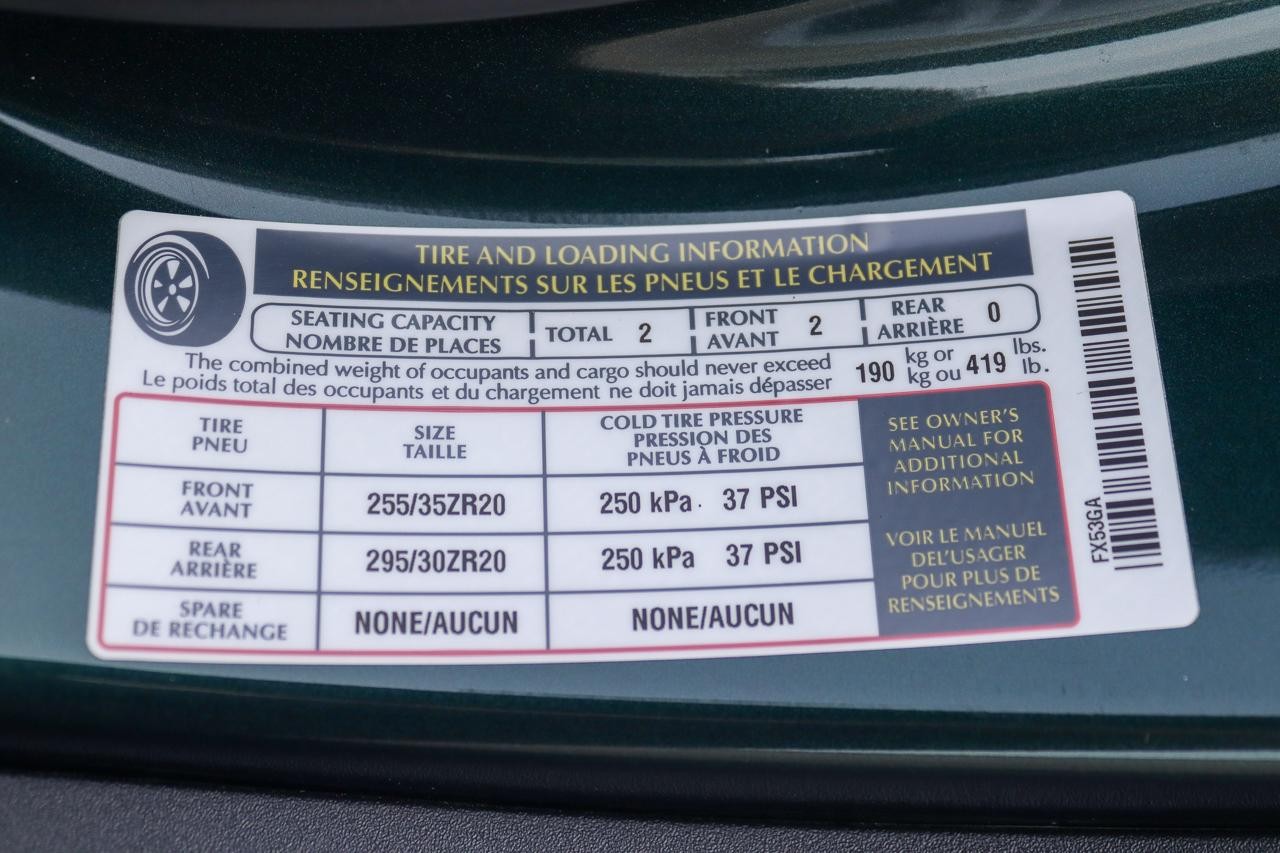 TIRE AND LOADING INFORMATION
RENSEIGNEMENTS SUR LES PNEUS ET LE CHARGEMENT
SEATING CAPACITY
NOMBRE DE PLACES
TOTAL 2
FRONT
AVANT
2
REAR
ARRIÈRE
0
The combined weight of occupants and cargo should never exceed
Le poids total des occupants et du chargement ne doit jamais dépasser
190 kg or 419 lbs.
kg ou lb.
TIRE
PNEU
SIZE
TAILLE
COLD TIRE PRESSURE
PRESSION DES
PNEUS À FROID
FRONT
AVANT
255/35ZR20
250 kPa 37 PSI
REAR
ARRIÈRE
295/30ZR20
250 kPa 37 PSI
SPARE
DE RECHANGE
NONE/AUCUN
NONE/AUCUN
SEE OWNER'S
MANUAL FOR
ADDITIONAL
INFORMATION
VOIR LE MANUEL
DEL'USAGER
POUR PLUS DE
RENSEIGNEMENTS
FX53GA